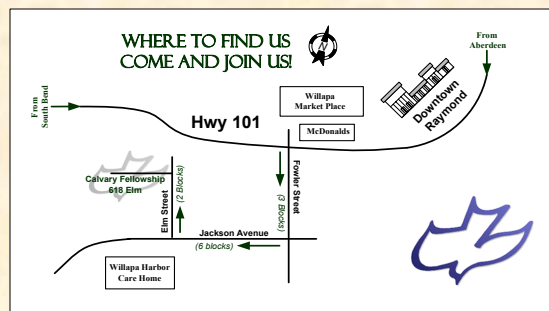 WHERE TO FIND US
COME AND JOIN US!
N
From
Aberdeen
From
South Bend
Willapa
Market Place
McDonalds
Downtown
Raymond
Hwy 101
Calvary Fellowship
618 Elm
Elm Street
(2 Blocks)
Fowler Street
(3 Blocks)
Jackson Avenue
(6 blocks)
Willapa Harbor
Care Home